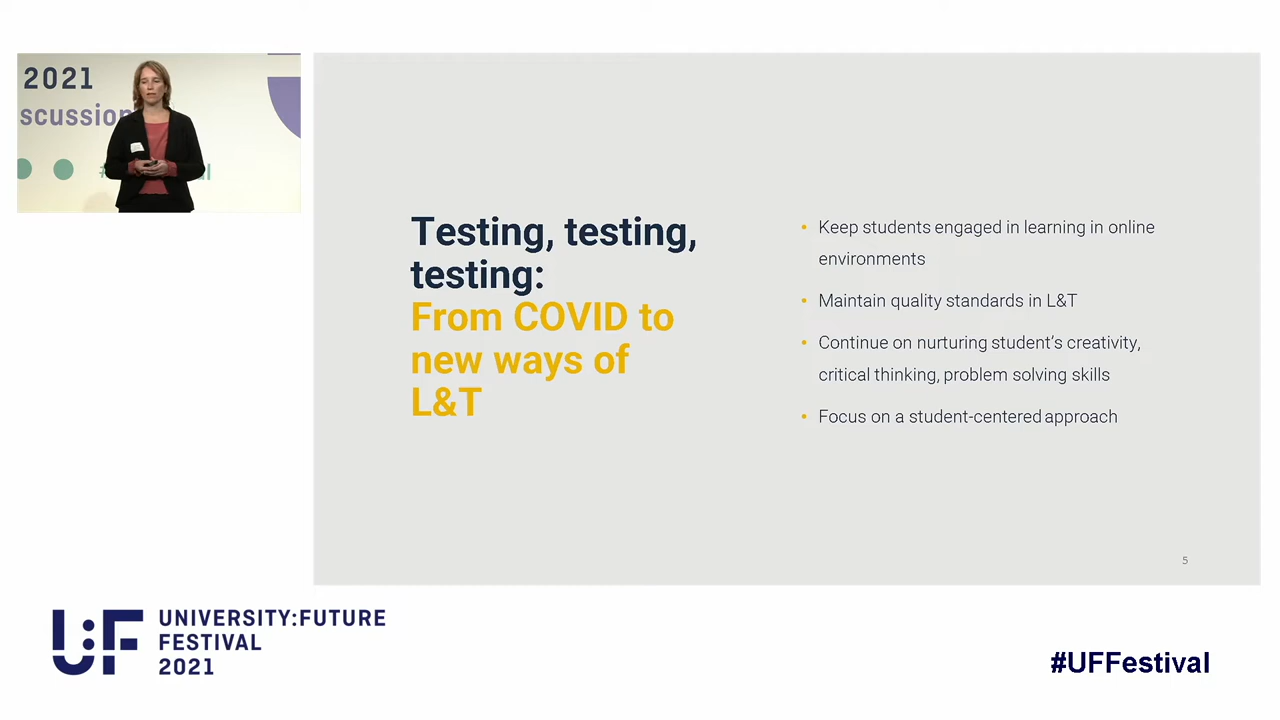 2021
scussion
Testing, testing,
testing:
From COVID to
new ways of
L&T
• Keep students engaged in learning in online
environments
• Maintain quality standards in L&T
• Continue on nurturing student's creativity,
critical thinking, problem solving skills
• Focus on a student-centered approach
5
U:F
UNIVERSITY:FUTURE
FESTIVAL
2021
#UFFestival